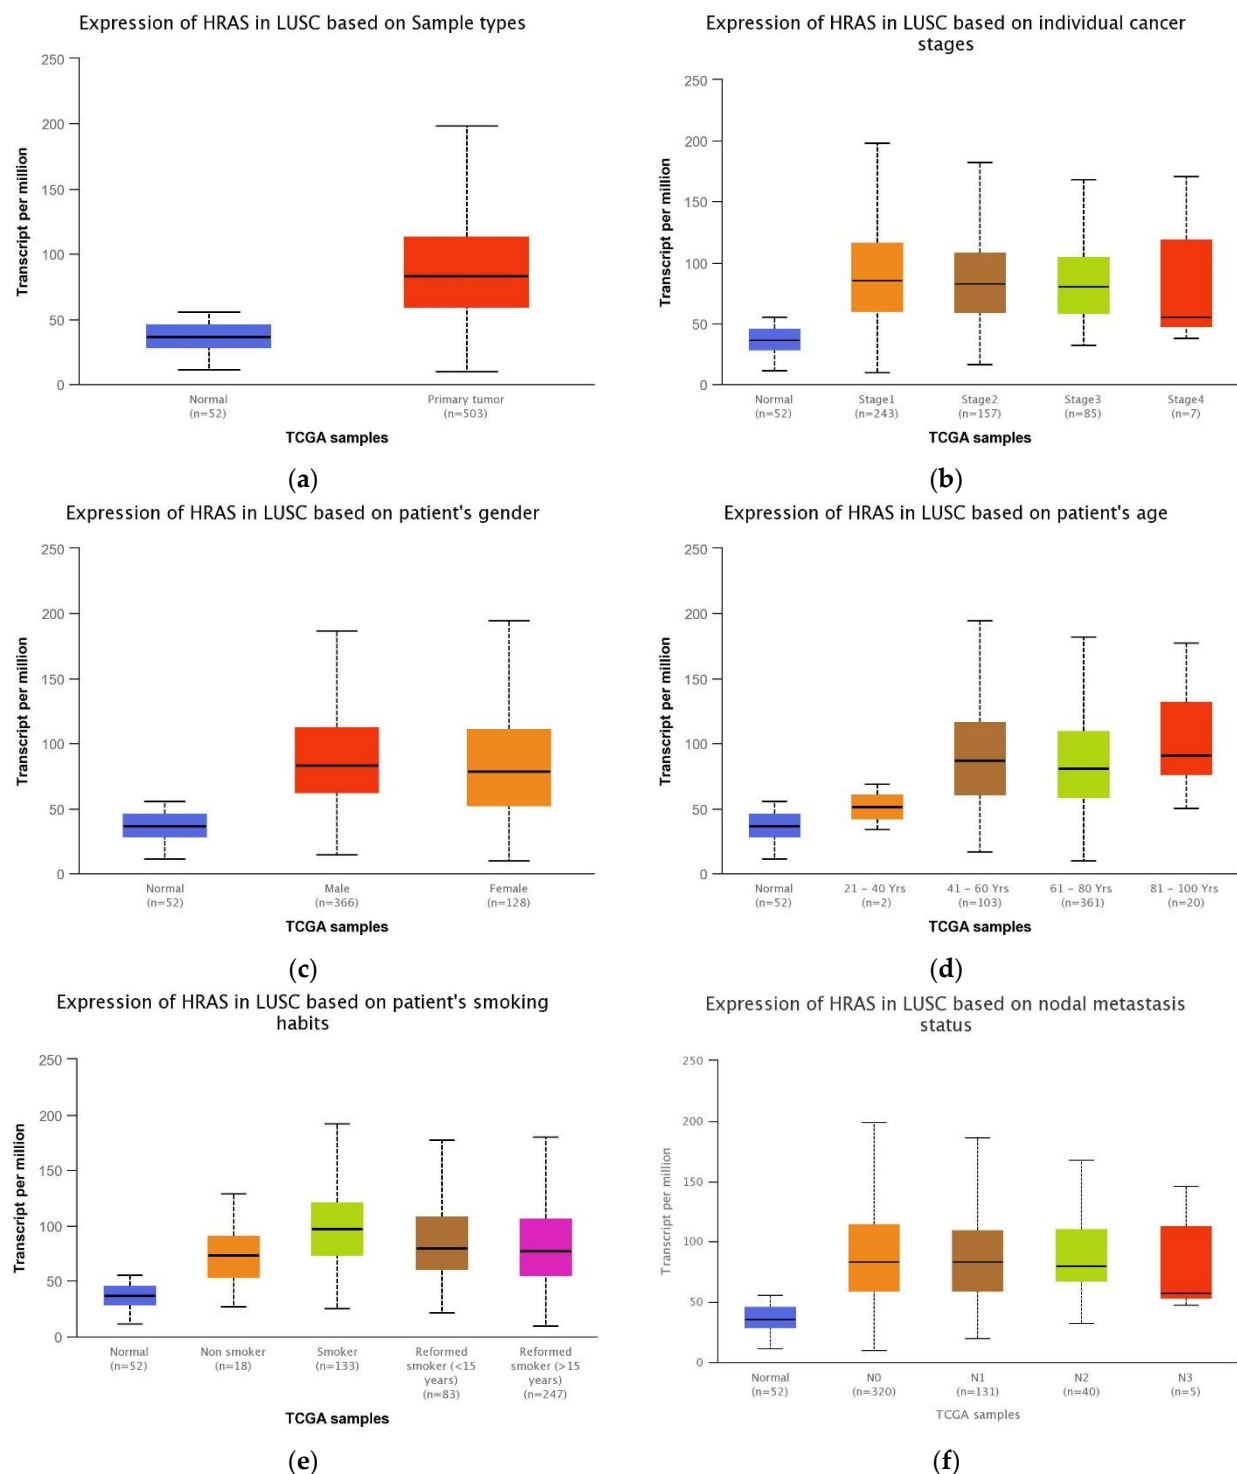 Expression of HRAS in LUSC based on Sample types
250
200
150
100
50
0
Transcript per million
Normal
(n=52)
Primary tumor
(n=503)
TCGA samples
(a)
Expression of HRAS in LUSC based on individual cancer
stages
250
200
150
100
50
0
Transcript per million
Normal
(n=52)
Stage1
(n=243)
Stage2
(n=157)
Stage3
(n=85)
Stage4
(n=7)
TCGA samples
(b)
Expression of HRAS in LUSC based on patient's gender
250
200
150
100
50
0
Transcript per million
Normal
(n=52)
Male
(n=366)
Female
(n=128)
TCGA samples
(c)
Expression of HRAS in LUSC based on patient's age
250
200
150
100
50
0
Transcript per million
Normal
(n=52)
21 – 40 Yrs
(n=2)
41 – 60 Yrs
(n=103)
61 – 80 Yrs
(n=361)
81 – 100 Yrs
(n=20)
TCGA samples
(d)
Expression of HRAS in LUSC based on patient's smoking
habits
250
200
150
100
50
0
Transcript per million
Normal
(n=52)
Non smoker
(n=18)
Smoker
(n=133)
Reformed
smoker (<15
years)
(n=83)
Reformed
smoker (>15
years)
(n=247)
TCGA samples
(e)
Expression of HRAS in LUSC based on nodal metastasis
status
250
200
150
100
50
0
Transcript per million
Normal
(n=52)
N0
(n=320)
N1
(n=131)
N2
(n=40)
N3
(n=5)
TCGA samples
(f)